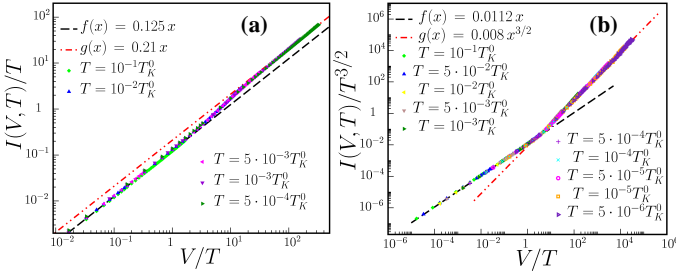 (a)
f(x) = 0.125 x
g(x) = 0.21 x
T = 10^{-1}T_K^0
T = 10^{-2}T_K^0
T = 5 · 10^{-3}T_K^0
T = 10^{-3}T_K^0
T = 5 · 10^{-4}T_K^0
I(V,T)/T
10^2
10^1
1
10^{-1}
10^{-2}
10^{-2} 10^{-1} 1 10^1 10^2
V/T
(b)
f(x) = 0.0112 x
g(x) = 0.008 x^{3/2}
T = 10^{-1}T_K^0
T = 5 · 10^{-2}T_K^0
T = 10^{-2}T_K^0
T = 5 · 10^{-3}T_K^0
T = 10^{-3}T_K^0
T = 5 · 10^{-4}T_K^0
T = 10^{-4}T_K^0
T = 5 · 10^{-5}T_K^0
T = 10^{-5}T_K^0
T = 5 · 10^{-6}T_K^0
I(V,T)/T^{3/2}
10^6
10^4
10^2
10^0
10^{-2}
10^{-4}
10^{-6}
10^{-6} 10^{-4} 10^{-2} 10^0 10^2 10^4 10^6
V/T